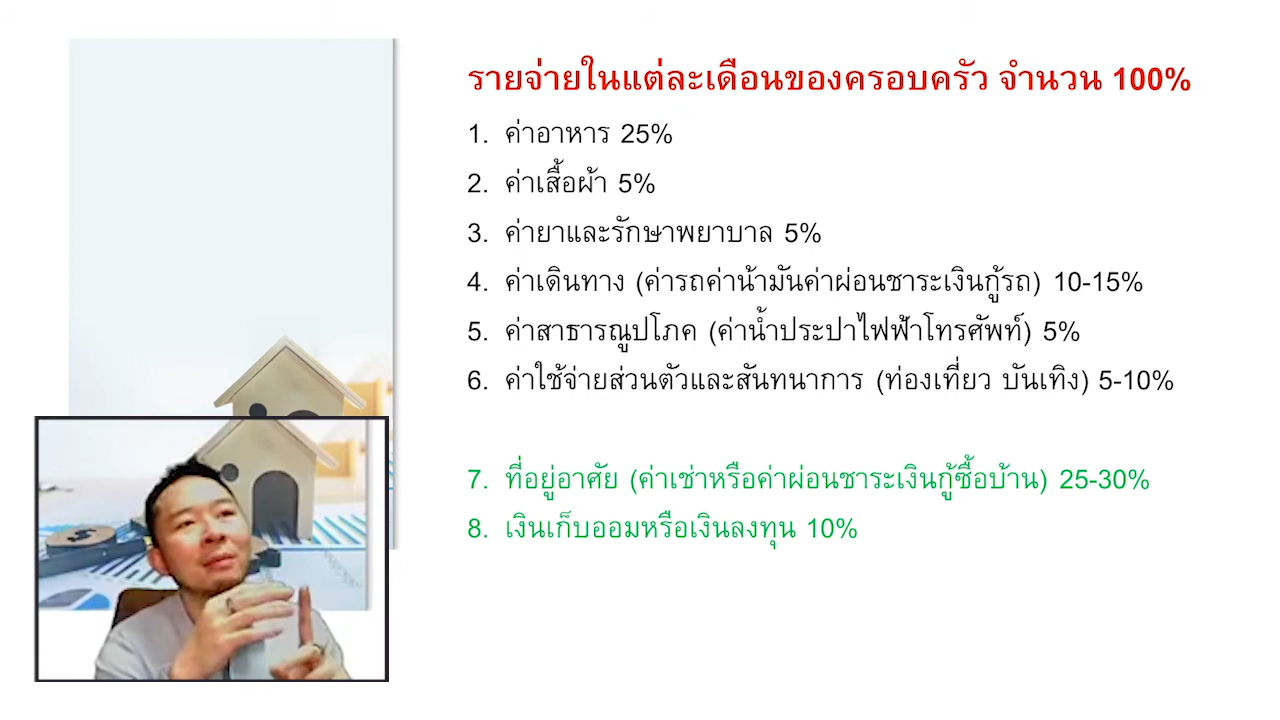 รายจ่ายในแต่ละเดือนของครอบครัว จำนวน 100%
1. ค่าอาหาร 25%
2. ค่าเสื้อผ้า 5%
3. ค่ายาและรักษาพยาบาล 5%
4. ค่าเดินทาง (ค่ารถค่าน้ามันค่าผ่อนชาระเงินกู้รถ) 10-15%
5. ค่าสาธารณูปโภค (ค่าน้ำประปาไฟฟ้าโทรศัพท์) 5%
6. ค่าใช้จ่ายส่วนตัวและสันทนาการ (ท่องเที่ยว บันเทิง) 5-10%
7. ที่อยู่อาศัย (ค่าเช่าหรือค่าผ่อนชาระเงินกู้ซื้อบ้าน) 25-30%
8. เงินเก็บออมหรือเงินลงทุน 10%